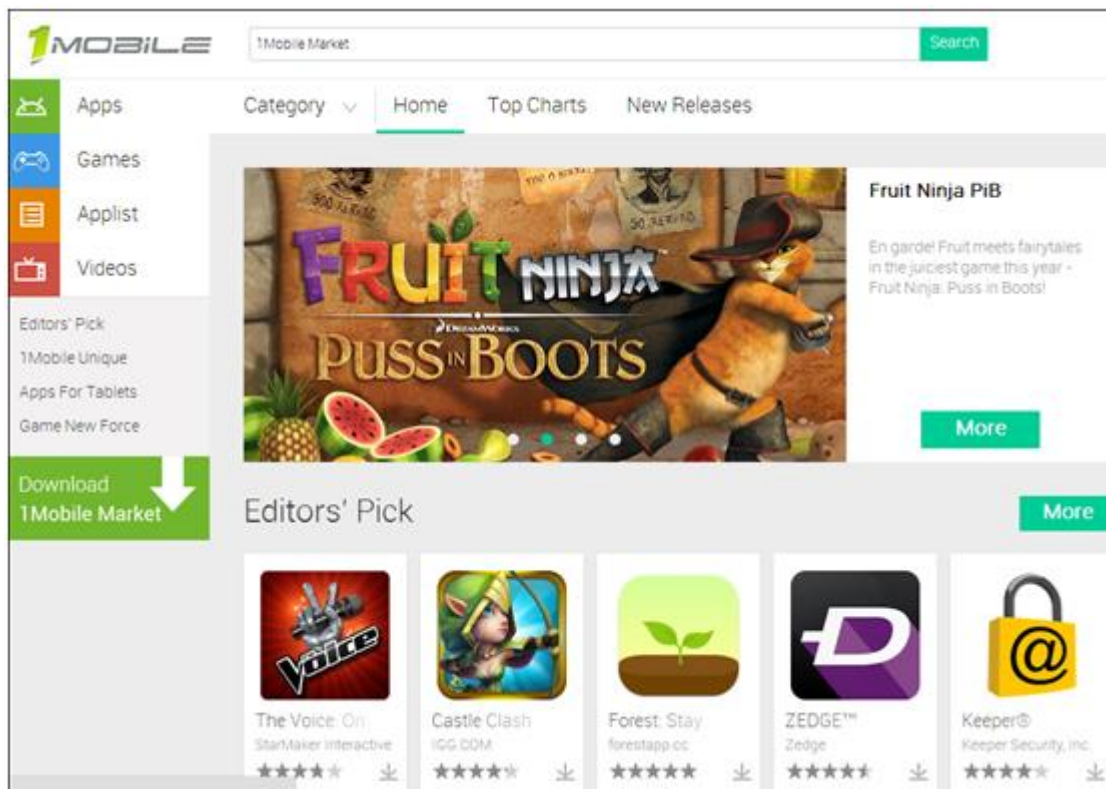 1MOBiLE
1Mobile Market
Search
Apps
Games
Applist
Videos
Editors' Pick
1Mobile Unique
Apps For Tablets
Game New Force
Download
1Mobile Market
Category
Home
Top Charts
New Releases
FRUIT NINJA
DREAMWORKS
PUSS IN BOOTS
Fruit Ninja PiB
En garde! Fruit meets fairytales
in the juiciest game this year -
Fruit Ninja: Puss in Boots!
More
Editors' Pick
More
the Voice
The Voice: On
StarMaker Interactive
Castle Clash
IGG.COM
Forest: Stay
forestapp.cc
ZEDGE™
Zedge
@
Keeper®
Keeper Security, Inc.